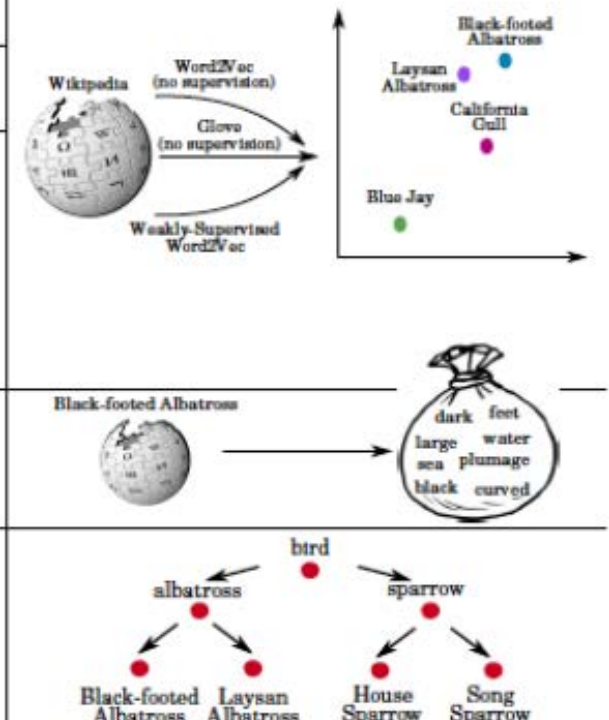 Wikipedia
Word2Vec
(no supervision)
Glove
(no supervision)
Weakly-Supervised
Word2Vec
Black-footed
Albatross
Laysan
Albatross
California
Gull
Blue Jay
Black-footed Albatross
dark feet
large water
sea plumage
black curved
bird
albatross sparrow
Black-footed Laysan House Song
Albatross Albatross Sparrow Sparrow